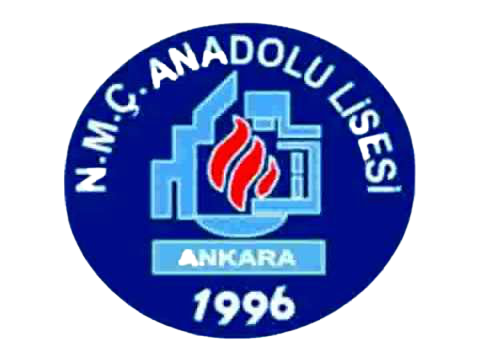 N.M.Ç. ANADOLU LİSESİ
ANKARA
1996